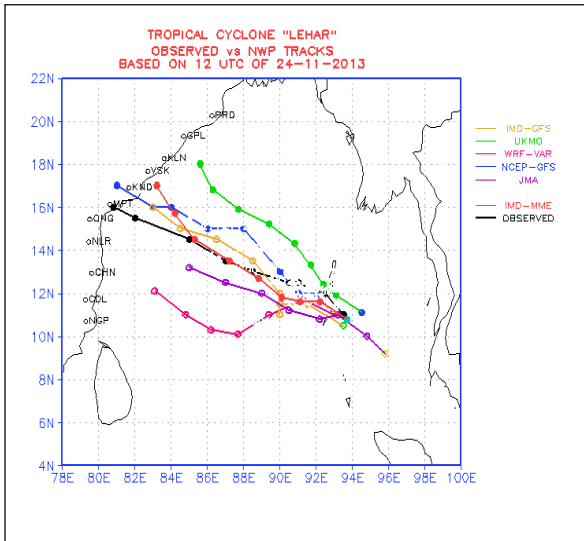 TROPICAL CYCLONE "LEHAR"
OBSERVED vs NWP TRACKS
BASED ON 12 UTC OF 24-11-2013
22N
20N
18N
16N
14N
12N
10N
8N
6N
4N
78E 80E 82E 84E 86E 88E 90E 92E 94E 96E 98E 100E
PRD
GPL
KLN
VSK
KND
MPT
ONG
NLR
CHN
COL
NGP
IMD-GFS
UKMO
WRF-VAR
NCEP-GFS
JMA
IMD-MME
OBSERVED